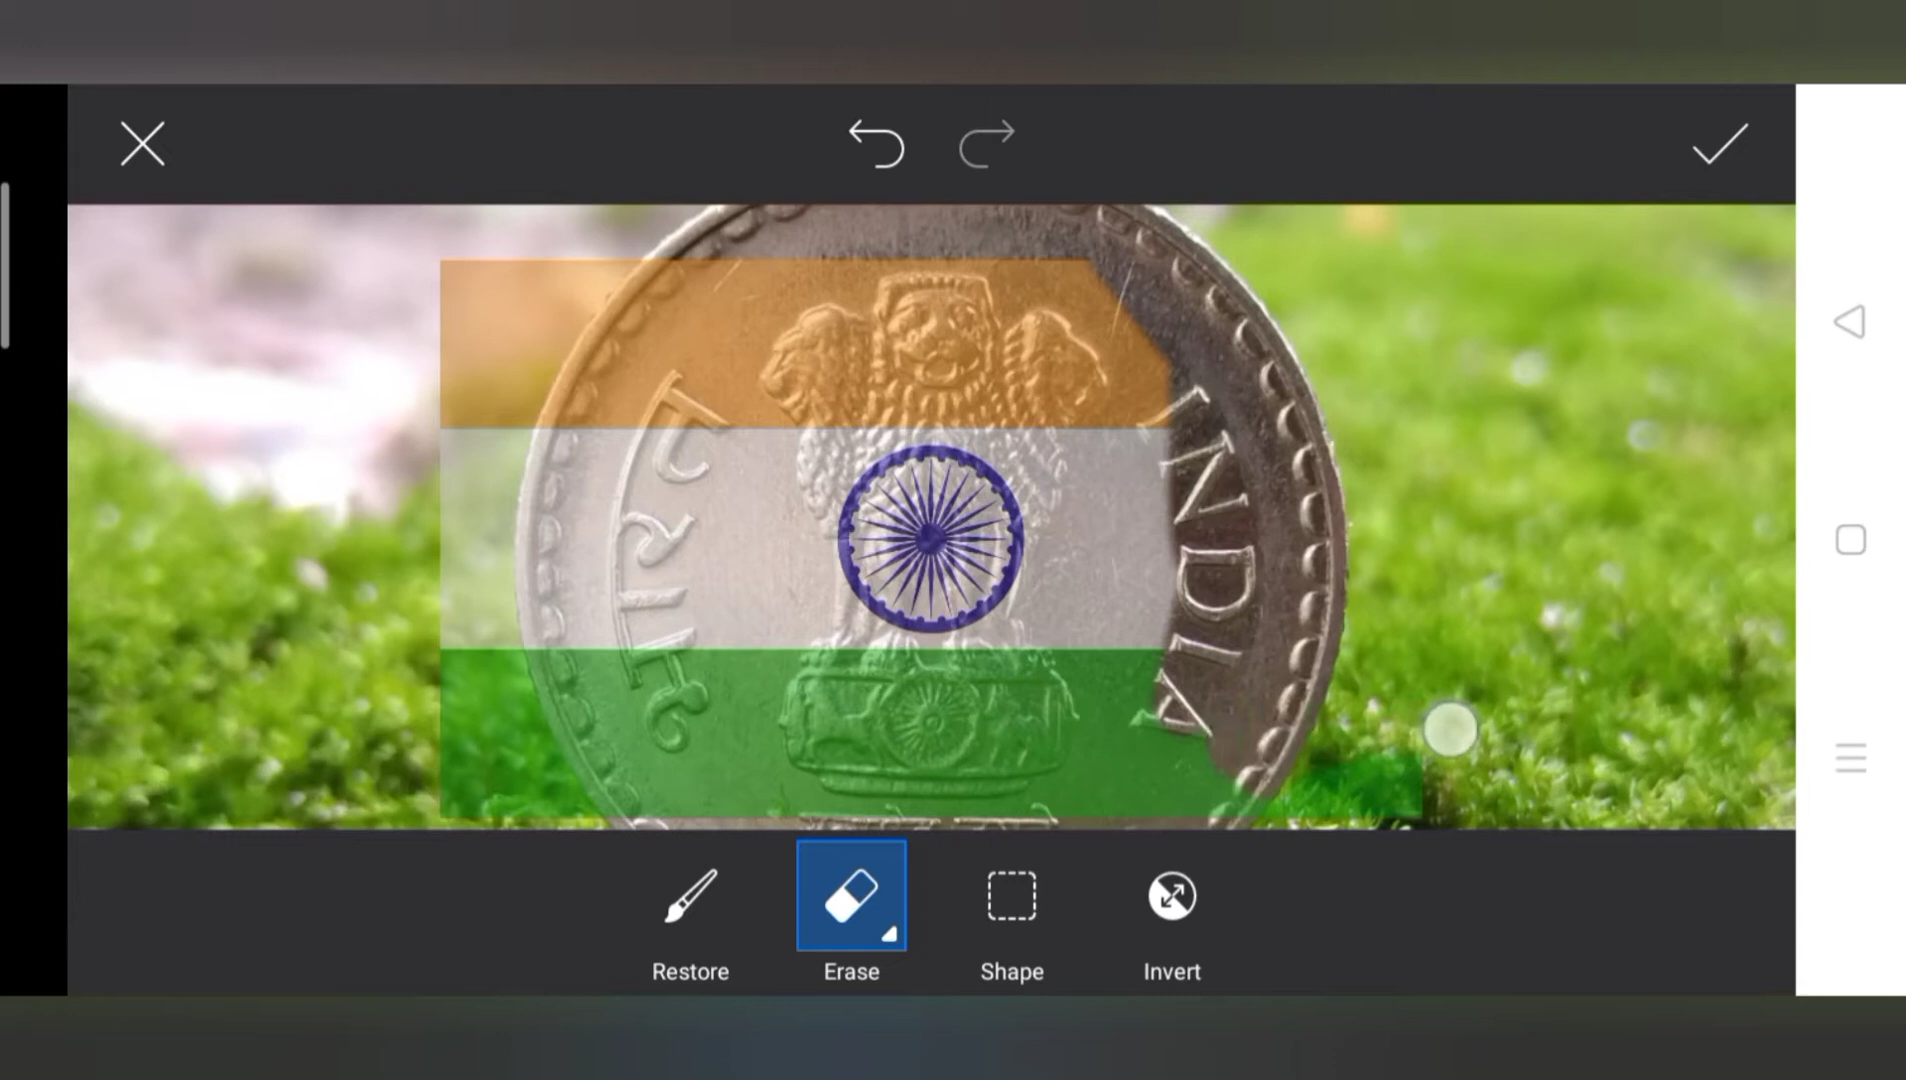 भारत
INDIA
Restore
Erase
Shape
Invert